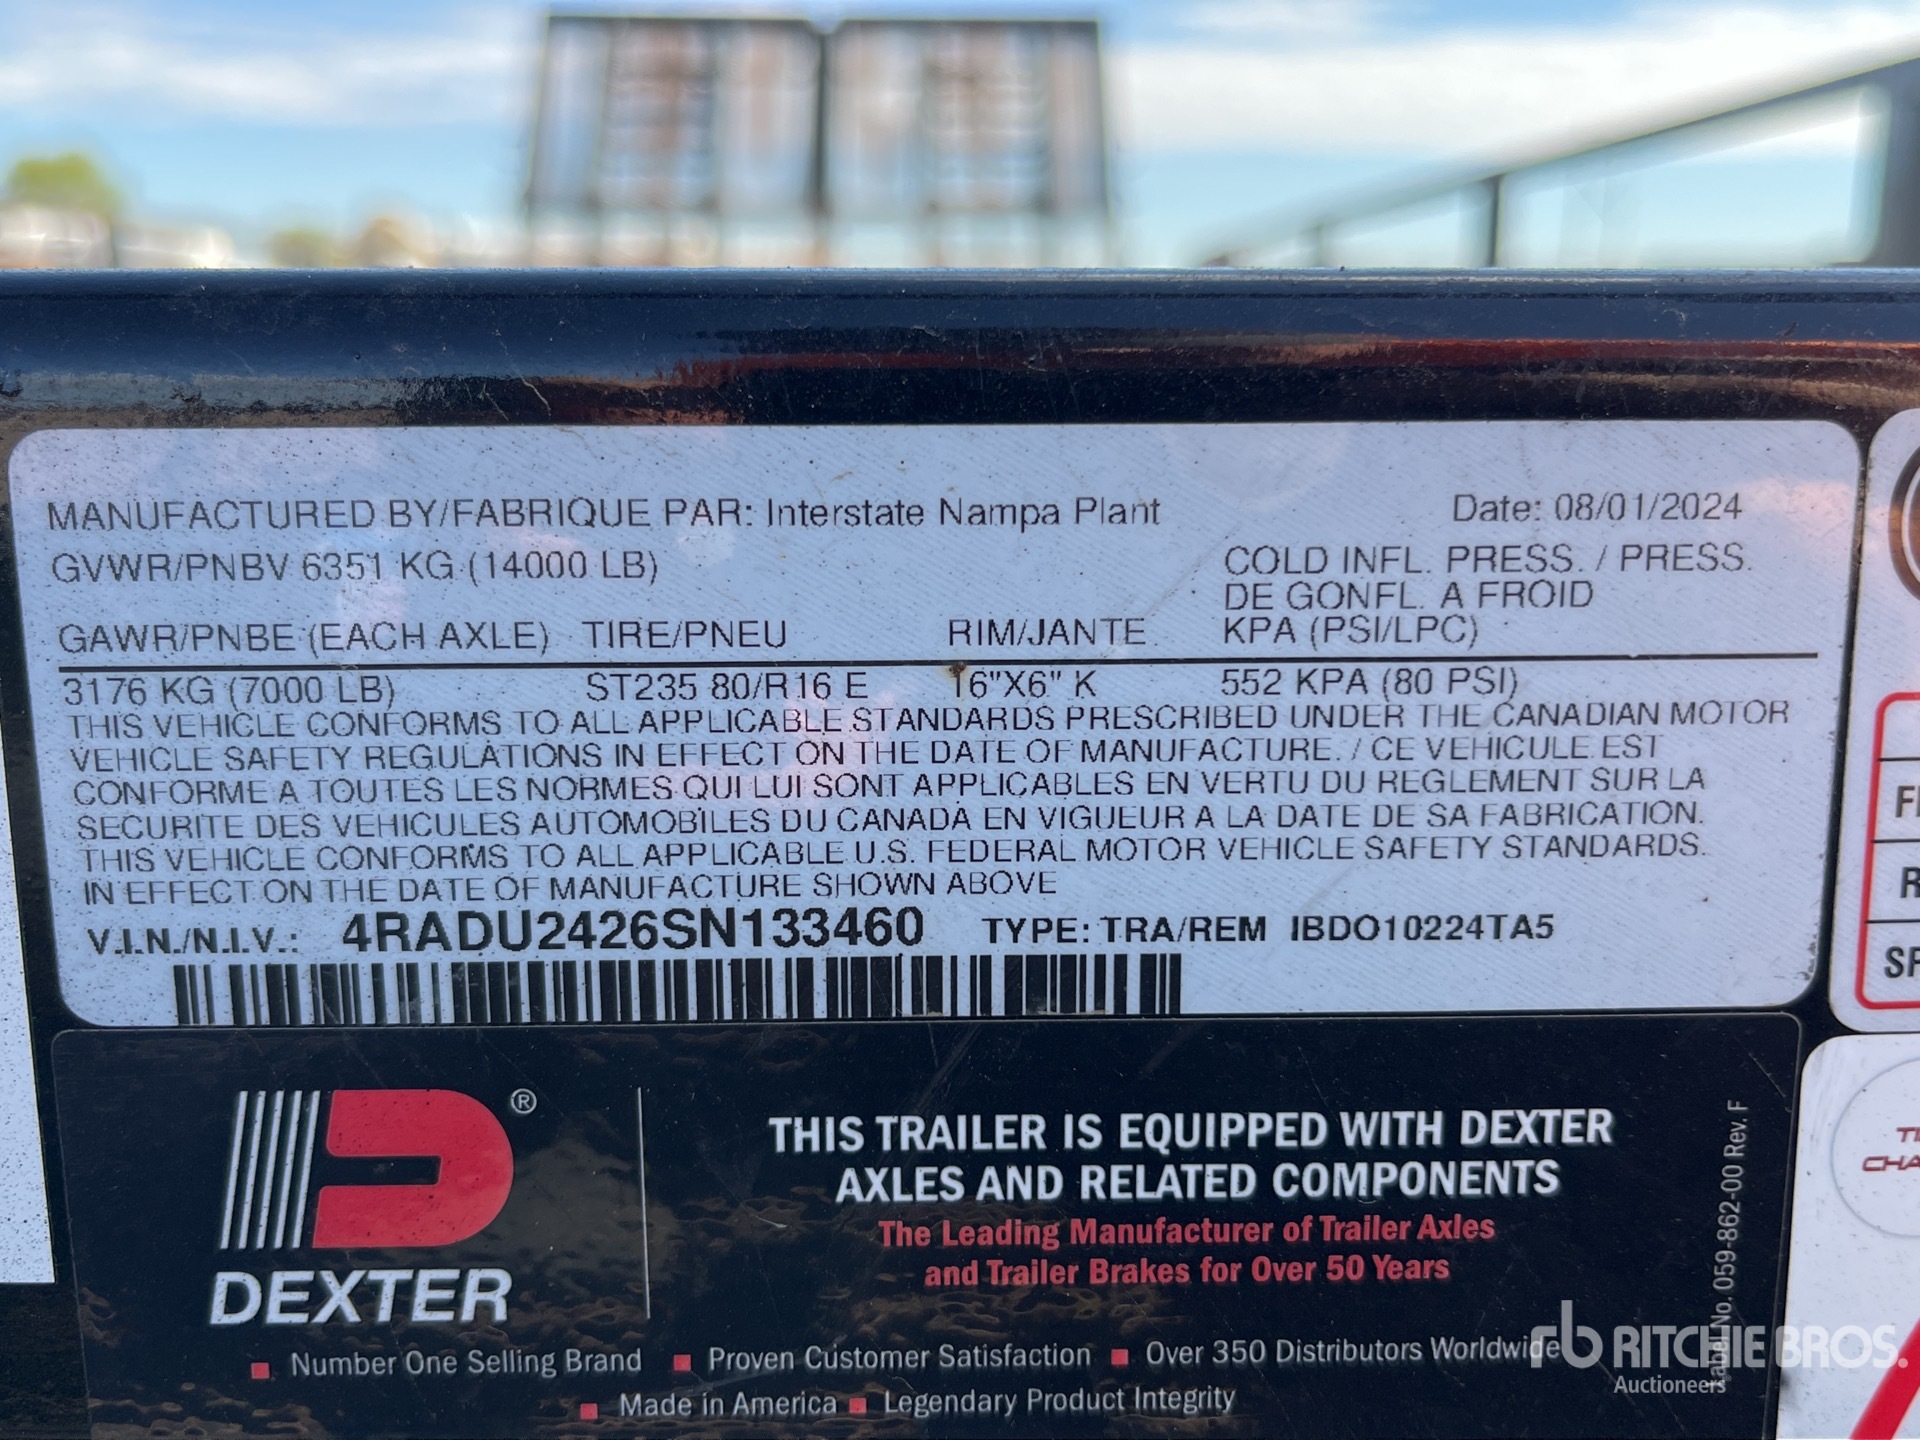 MANUFACTURED BY/FABRIQUE PAR: Interstate Nampa Plant Date: 08/01/2024
GVWR/PNBV 6351 KG (14000 LB)
COLD INFL. PRESS. / PRESS.
DE GONFL. A FROID
GAWR/PNBE (EACH AXLE) TIRE/PNEU RIM/JANTE KPA (PSI/LPC)
3176 KG (7000 LB) ST235 80/R16 E 16"X6" K 552 KPA (80 PSI)
THIS VEHICLE CONFORMS TO ALL APPLICABLE STANDARDS PRESCRIBED UNDER THE CANADIAN MOTOR
VEHICLE SAFETY REGULATIONS IN EFFECT ON THE DATE OF MANUFACTURE. / CE VEHICULE EST
CONFORME A TOUTES LES NORMES QUI LUI SONT APPLICABLES EN VERTU DU REGLEMENT SUR LA
SECURITE DES VEHICULES AUTOMOBILES DU CANADA EN VIGUEUR A LA DATE DE SA FABRICATION.
THIS VEHICLE CONFORMS TO ALL APPLICABLE U.S. FEDERAL MOTOR VEHICLE SAFETY STANDARDS.
IN EFFECT ON THE DATE OF MANUFACTURE SHOWN ABOVE
V.I.N./N.I.V.: 4RADU2426SN133460 TYPE: TRA/REM IBDO10224TA5
DEXTER ®
THIS TRAILER IS EQUIPPED WITH DEXTER
AXLES AND RELATED COMPONENTS
The Leading Manufacturer of Trailer Axles
and Trailer Brakes for Over 50 Years
Number One Selling Brand Proven Customer Satisfaction Over 350 Distributors Worldwide
Made in America Legendary Product Integrity
Label No. 059-862-00 Rev. F
rb RITCHIE BROS.
Auctioneers